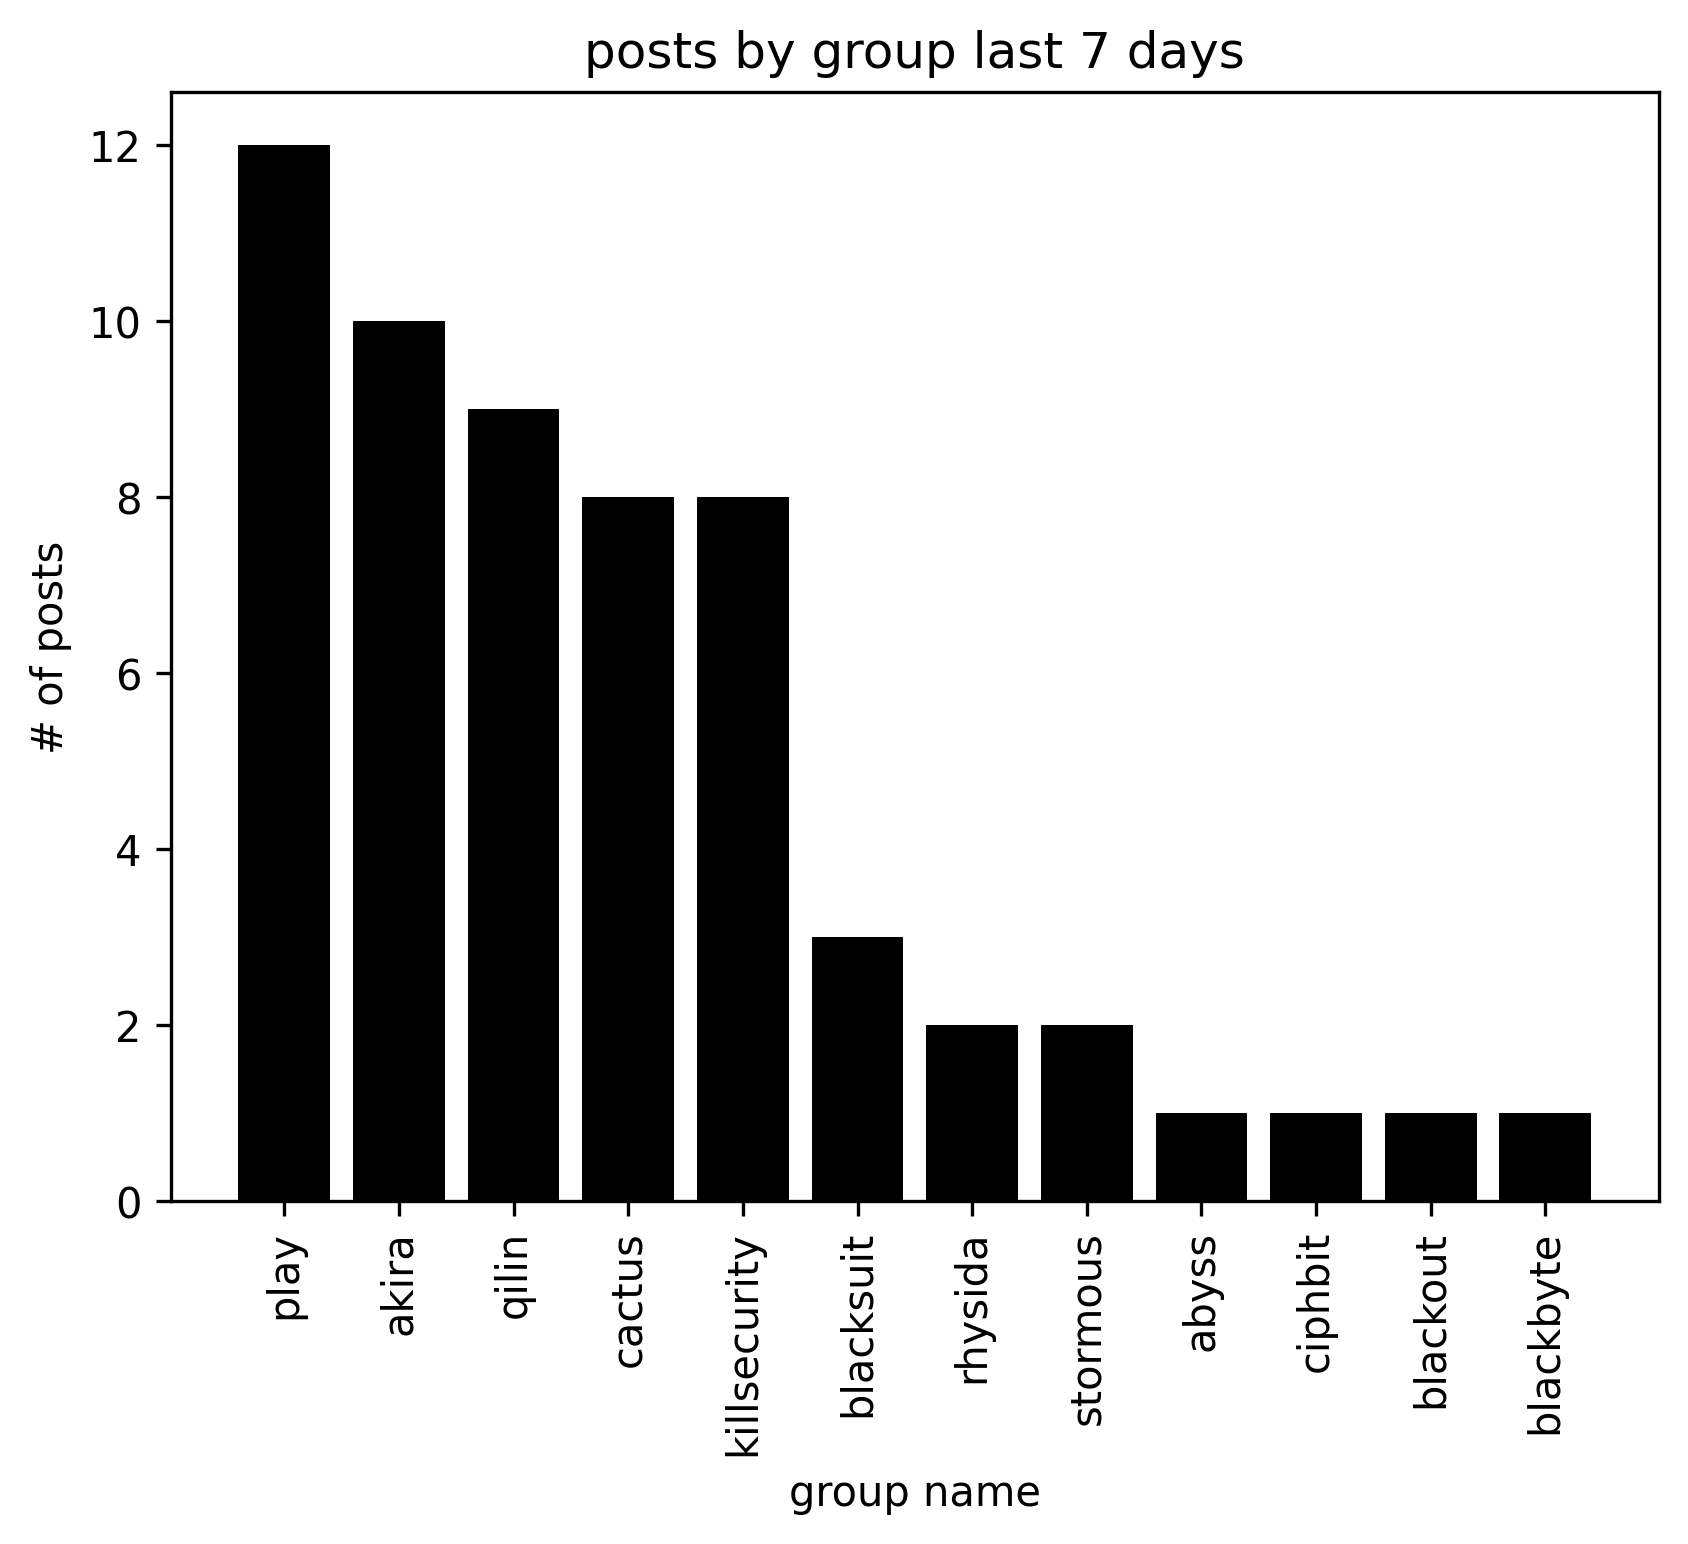 posts by group last 7 days
12
10
8
6
4
2
0
# of posts
play
akira
qilin
cactus
killsecurity
blacksuit
rhysida
stormous
abyss
ciphbit
blackout
blackbyte
group name